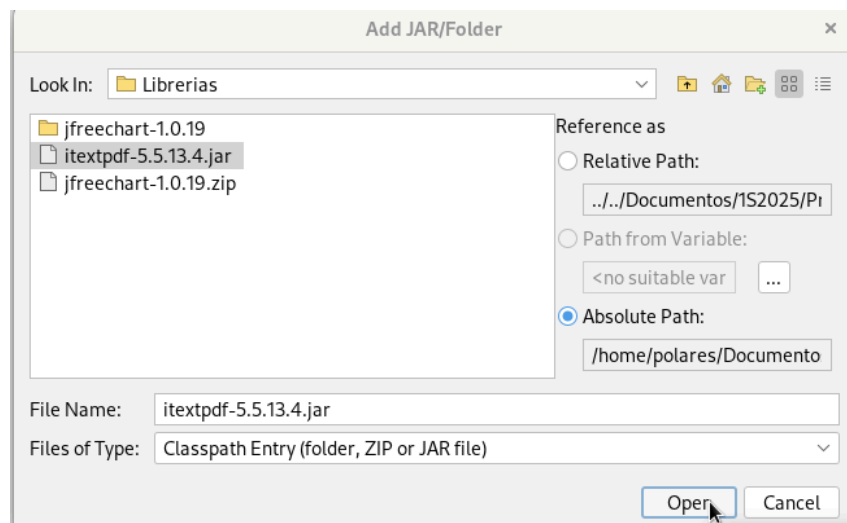 Add JAR/Folder
Look In: Librerias
jfreechart-1.0.19
itextpdf-5.5.13.4.jar
jfreechart-1.0.19.zip
Reference as
Relative Path:
../../Documentos/1S2025/Pr
Path from Variable:
<no suitable var
...
Absolute Path:
/home/polares/Documento
File Name: itextpdf-5.5.13.4.jar
Files of Type: Classpath Entry (folder, ZIP or JAR file)
Open Cancel